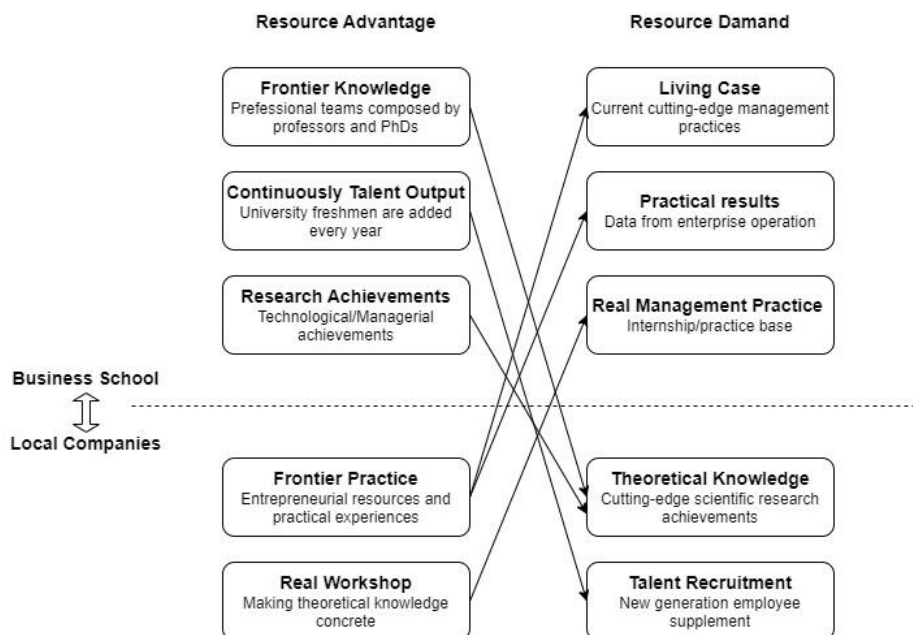 Resource Advantage
Resource Damand
Frontier Knowledge
Prefessional teams composed by
professors and PhDs
Living Case
Current cutting-edge management
practices
Continuously Talent Output
University freshmen are added
every year
Practical results
Data from enterprise operation
Research Achievements
Technological/Managerial
achievements
Real Management Practice
Internship/practice base
Business School
Local Companies
Frontier Practice
Entrepreneurial resources and
practical experiences
Theoretical Knowledge
Cutting-edge scientific research
achievements
Real Workshop
Making theoretical knowledge
concrete
Talent Recruitment
New generation employee
supplement